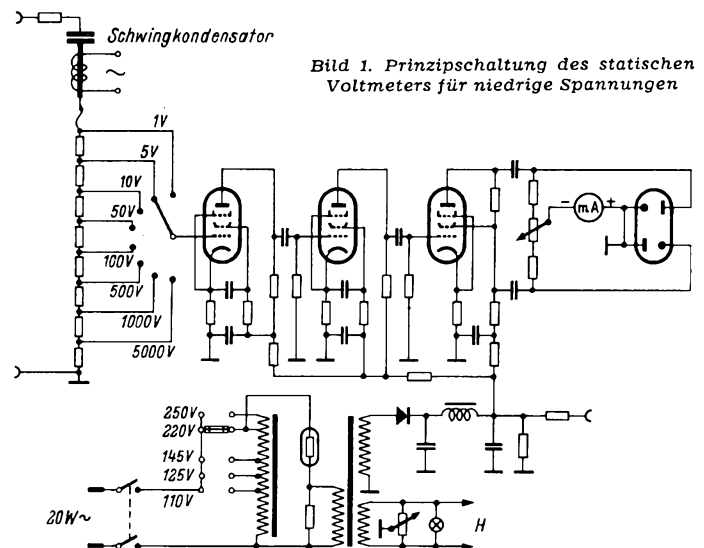 Schwingkondensator
~
Bild 1. Prinzipschaltung des statischen
Voltmeters für niedrige Spannungen
1V
5V
10V
50V
100V
500V
1000V
5000V
- mA +
250V
220V
145V
125V
110V
20W~
H